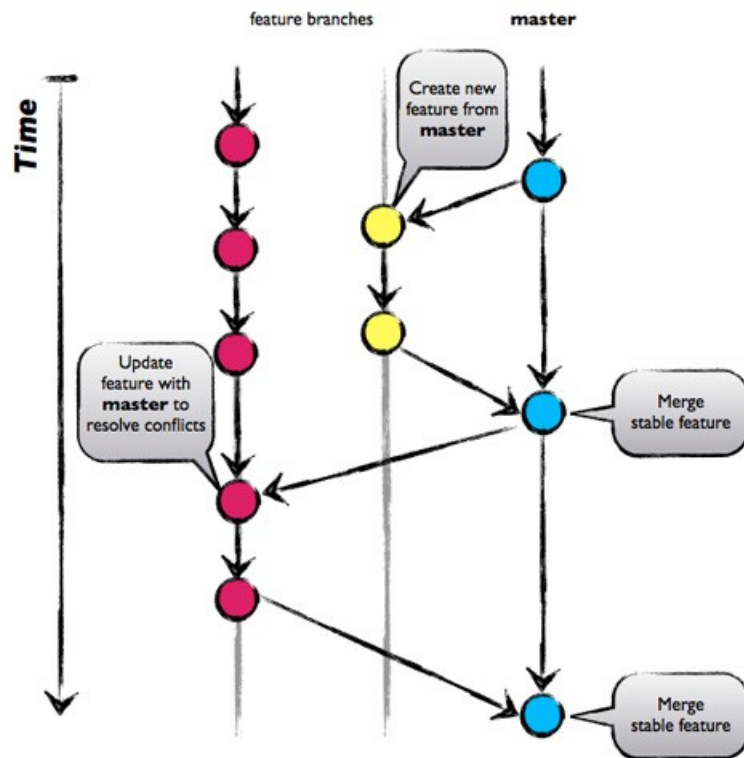 feature branches
master
Time
Create new
feature from
master
Update
feature with
master to
resolve conflicts
Merge
stable feature
Merge
stable feature